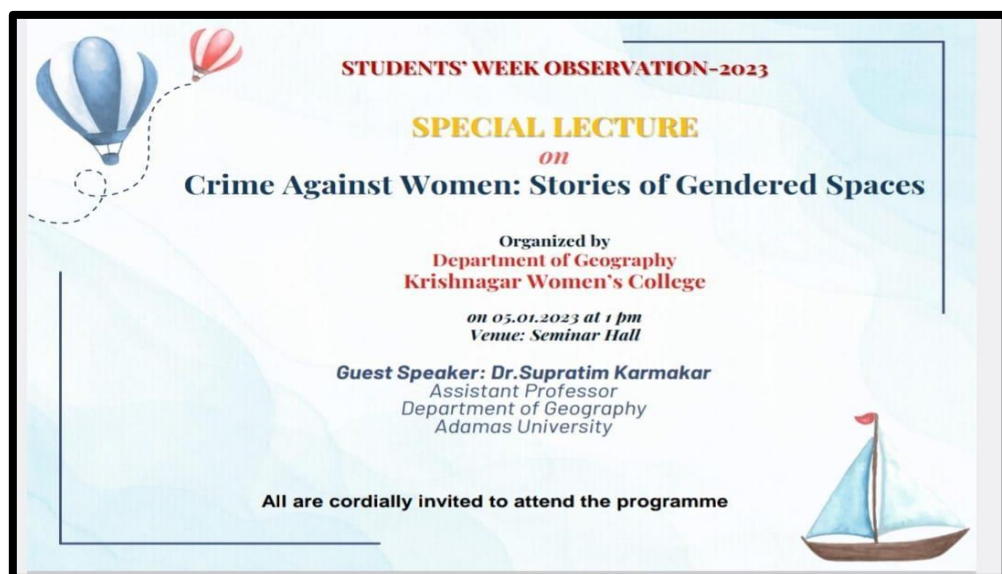 STUDENTS' WEEK OBSERVATION-2023
SPECIAL LECTURE
on
Crime Against Women: Stories of Gendered Spaces
Organized by
Department of Geography
Krishnagar Women's College
on 05.01.2023 at 1 pm
Venue: Seminar Hall
Guest Speaker: Dr.Supratim Karmakar
Assistant Professor
Department of Geography
Adamas University
All are cordially invited to attend the programme